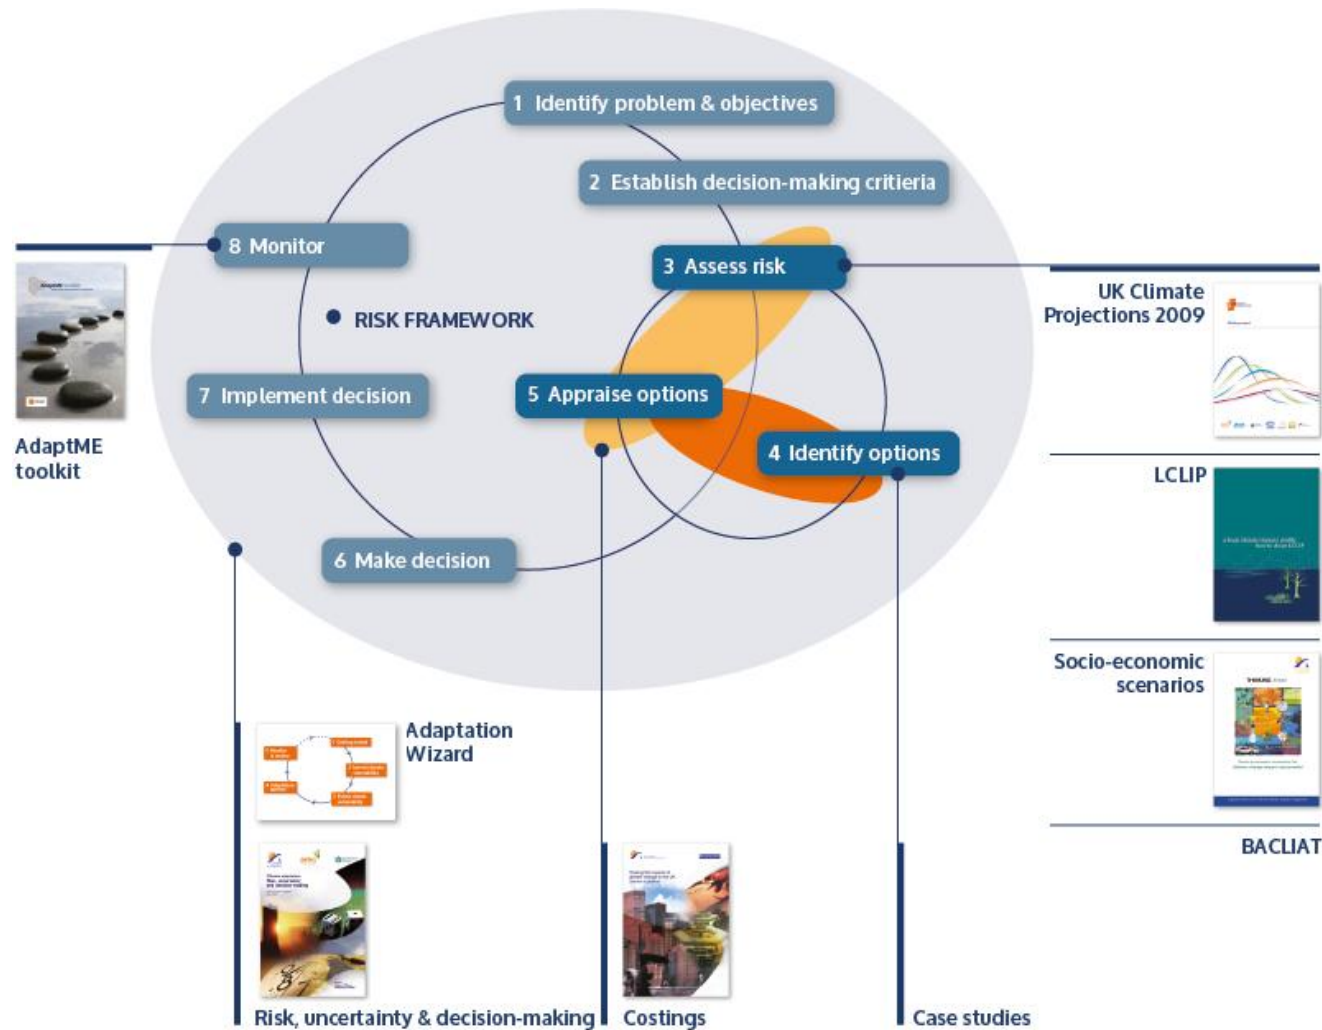 1 Identify problem & objectives
2 Establish decision-making critieria
8 Monitor
3 Assess risk
RISK FRAMEWORK
5 Appraise options
7 Implement decision
4 Identify options
6 Make decision
AdaptME
toolkit
UK Climate
Projections 2009
LCLIP
Socio-economic
scenarios
BACLIAT
Adaptation
Wizard
Risk, uncertainty & decision-making
Costings
Case studies